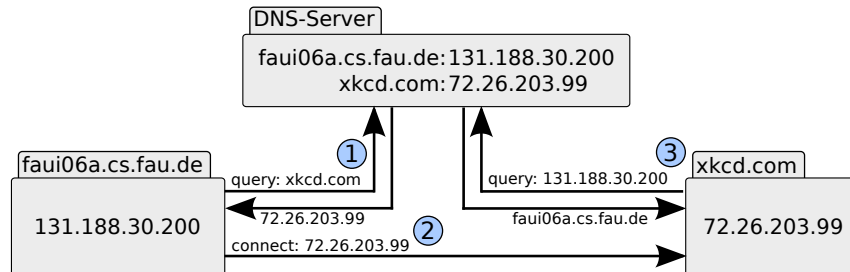 DNS-Server
faui06a.cs.fau.de:131.188.30.200
xkcd.com:72.26.203.99
1
3
faui06a.cs.fau.de
xkcd.com
query: xkcd.com
query: 131.188.30.200
131.188.30.200
72.26.203.99
faui06a.cs.fau.de
72.26.203.99
connect: 72.26.203.99
2